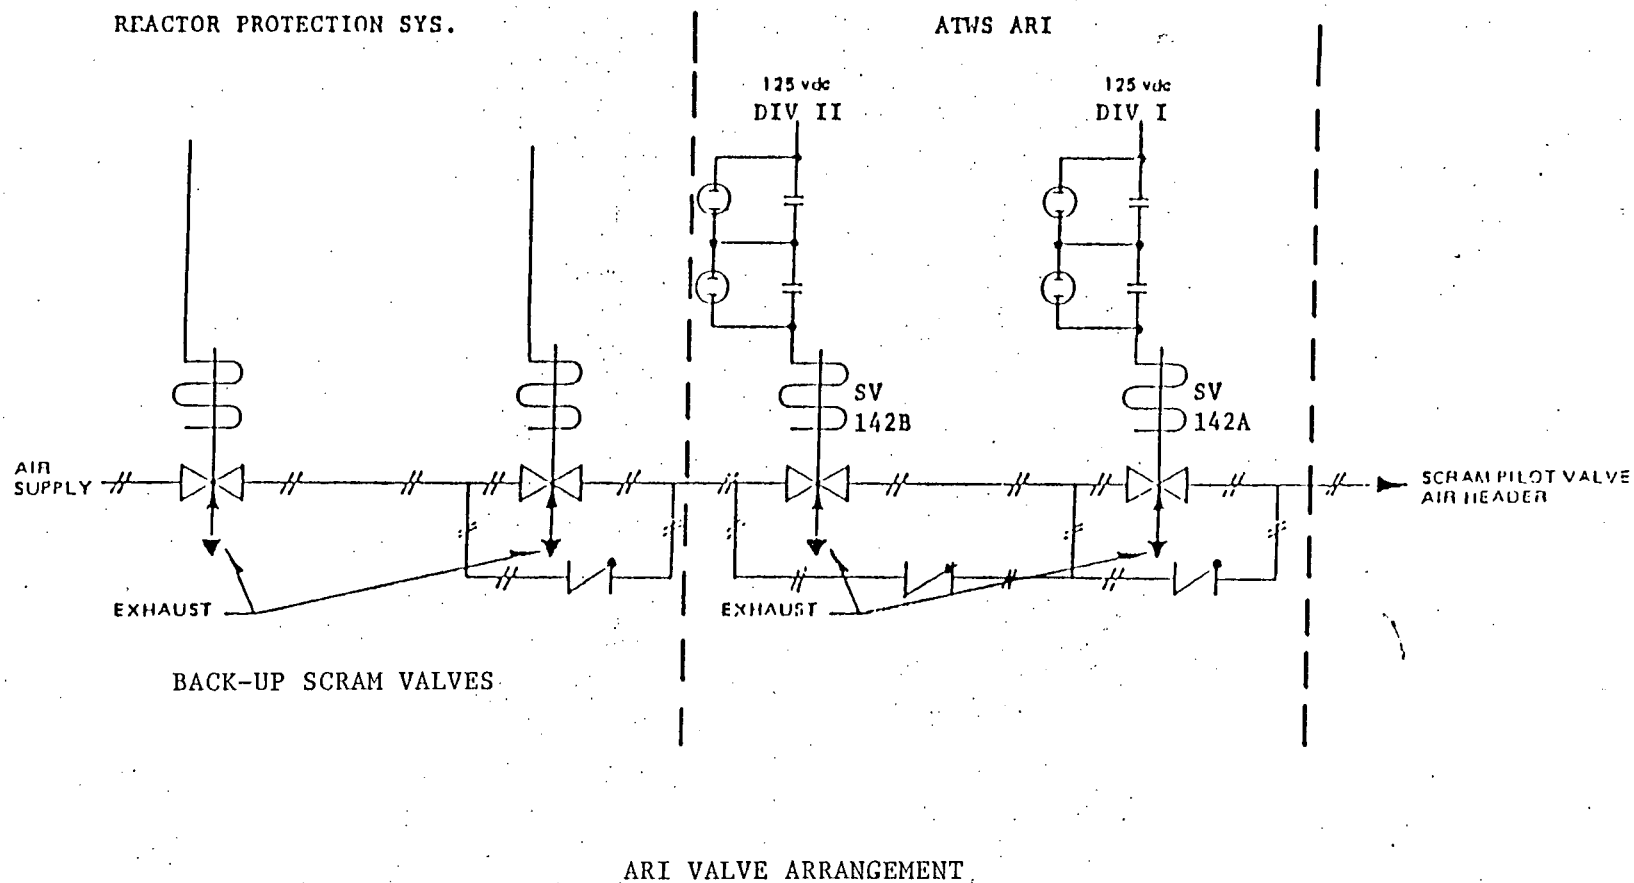 REACTOR PROTECTION SYS.
ATWS ARI
125 vdc
DIV II
125 vdc
DIV I
SV
142B
SV
142A
AIR
SUPPLY
SCRAM PILOT VALVE
AIR HEADER
EXHAUST
EXHAUST
BACK-UP SCRAM VALVES
ARI VALVE ARRANGEMENT